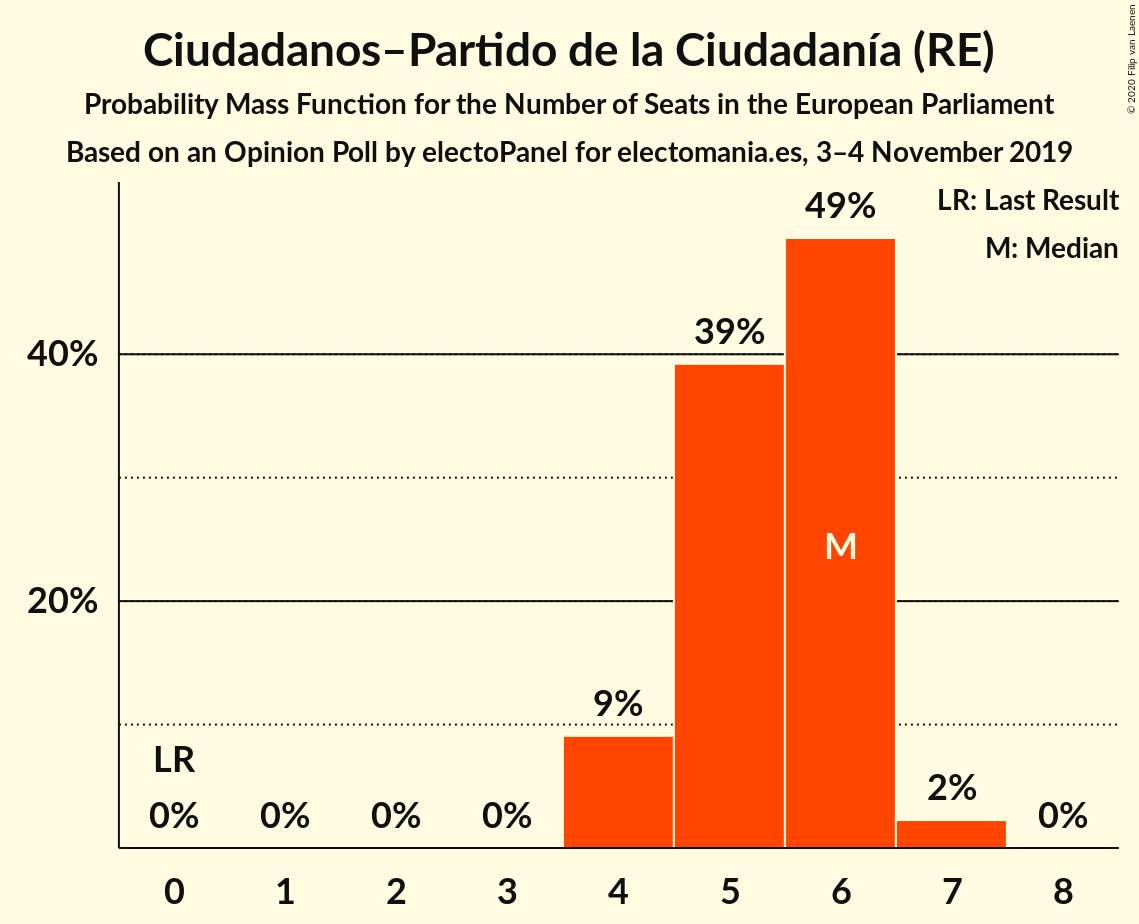 Ciudadanos–Partido de la Ciudadanía (RE)
Probability Mass Function for the Number of Seats in the European Parliament
Based on an Opinion Poll by electoPanel for electomania.es, 3–4 November 2019
© 2020 Filip van Laenen
LR: Last Result
M: Median
49%
39%
40%
M
20%
9%
LR
2%
0% 0% 0% 0% 0%
0 1 2 3 4 5 6 7 8